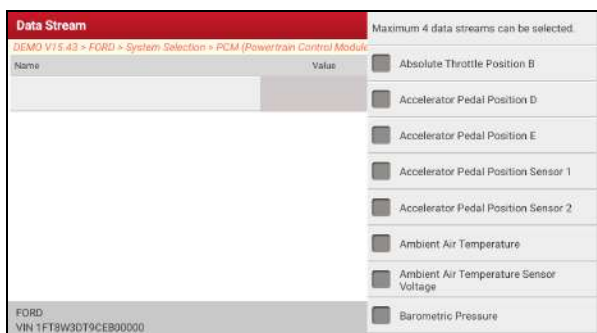 Data Stream
Maximum 4 data streams can be selected.
DEMO V15.43 > FORD > System Selection > PCM (Powertrain Control Module
Name
Value
Absolute Throttle Position B
Accelerator Pedal Position D
Accelerator Pedal Position E
Accelerator Pedal Position Sensor 1
Accelerator Pedal Position Sensor 2
Ambient Air Temperature
Ambient Air Temperature Sensor
Voltage
Barometric Pressure
FORD
VIN 1FT8W3DT9CEB00000